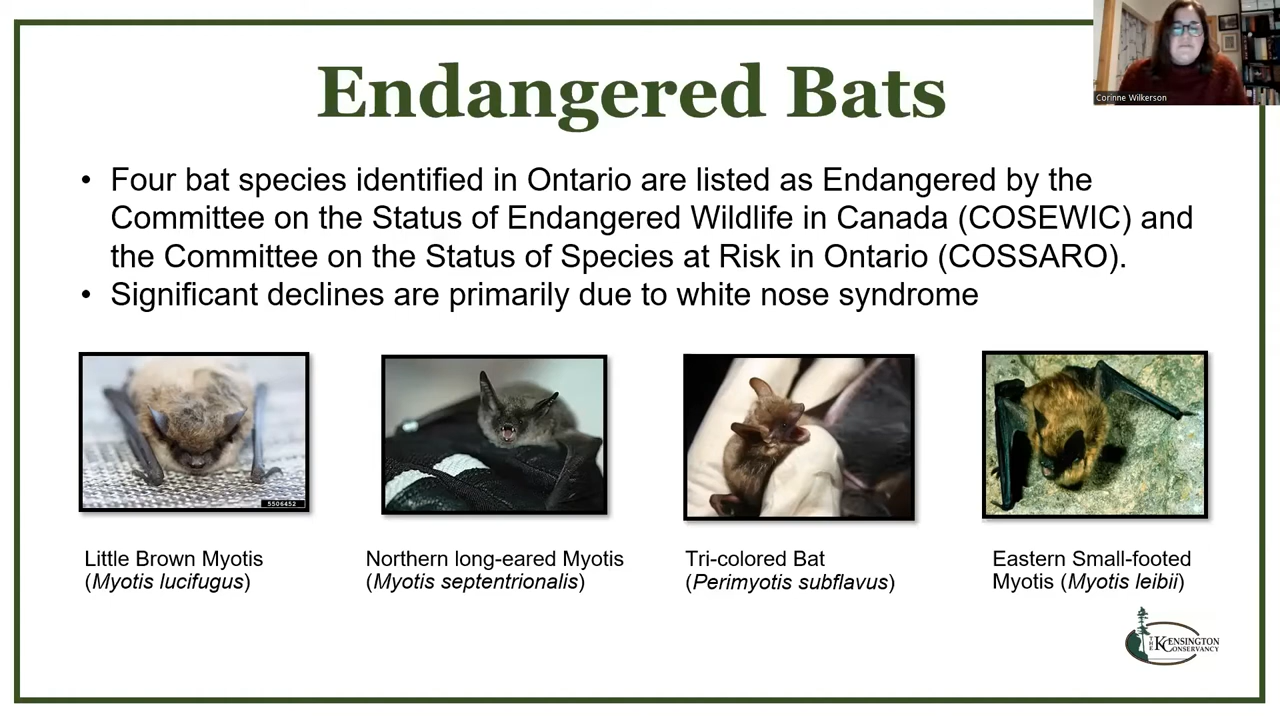 Corinne Wilkerson
Endangered Bats
• Four bat species identified in Ontario are listed as Endangered by the
Committee on the Status of Endangered Wildlife in Canada (COSEWIC) and
the Committee on the Status of Species at Risk in Ontario (COSSARO).
• Significant declines are primarily due to white nose syndrome
5506452
Little Brown Myotis
(Myotis lucifugus)
Northern long-eared Myotis
(Myotis septentrionalis)
Tri-colored Bat
(Perimyotis subflavus)
Eastern Small-footed
Myotis (Myotis leibii)
THE KENSINGTON
CONSERVANCY